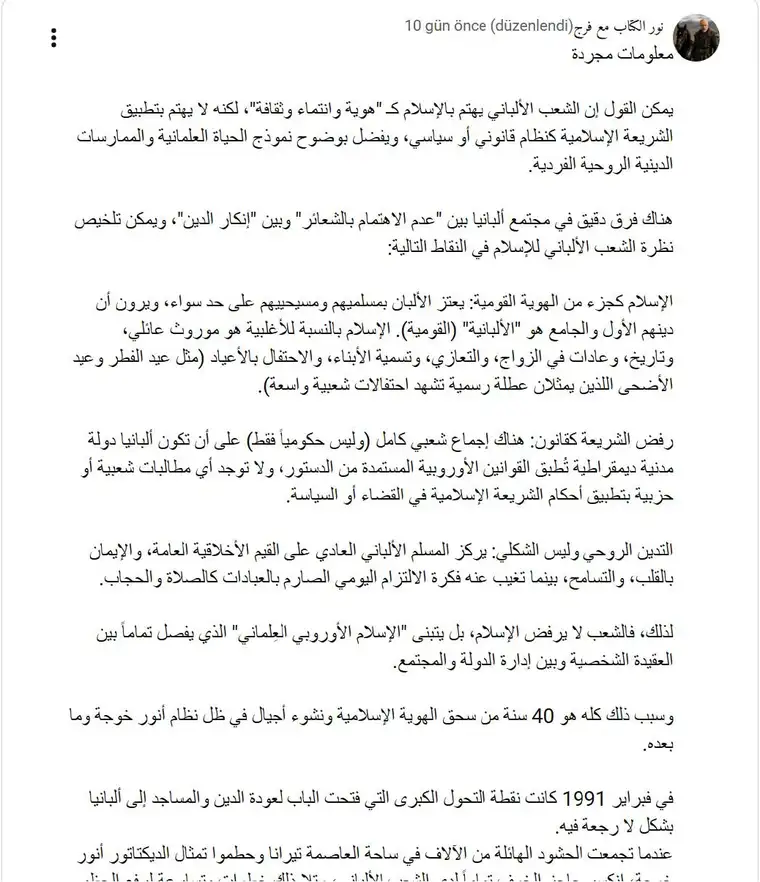 نور الكتاب مع فرج(düzenlendi) 10 gün önce
معلومات مجردة
يمكن القول إن الشعب الألباني يهتم بالإسلام كـ "هوية وانتماء وثقافة"، لكنه لا يهتم بتطبيق
الشريعة الإسلامية كنظام قانوني أو سياسي، ويفضل بوضوح نموذج الحياة العلمانية والممارسات
الدينية الروحية الفردية.
هناك فرق دقيق في مجتمع ألبانيا بين "عدم الاهتمام بالشعائر" وبين "إنكار الدين"، ويمكن تلخيص
نظرة الشعب الألباني للإسلام في النقاط التالية:
الإسلام كجزء من الهوية القومية: يعتز الألبان بمسلميهم ومسيحييهم على حد سواء، ويرون أن
دينهم الأول والجامع هو "الألبانية" (القومية). الإسلام بالنسبة للأغلبية هو موروث عائلي،
وتاريخ، وعادات في الزواج، والتعازي، وتسمية الأبناء، والاحتفال بالأعياد (مثل عيد الفطر وعيد
الأضحى اللذين يمثلان عطلة رسمية تشهد احتفالات شعبية واسعة).
رفض الشريعة كقانون: هناك إجماع شعبي كامل (وليس حكومياً فقط) على أن تكون ألبانيا دولة
مدنية ديمقراطية تُطبق القوانين الأوروبية المستمدة من الدستور، ولا توجد أي مطالبات شعبية أو
حزبية بتطبيق أحكام الشريعة الإسلامية في القضاء أو السياسة.
التدين الروحي وليس الشكلي: يركز المسلم الألباني العادي على القيم الأخلاقية العامة، والإيمان
بالقلب، والتسامح، بينما تغيب عنه فكرة الالتزام اليومي الصارم بالعبادات كالصلاة والحجاب.
لذلك، فالشعب لا يرفض الإسلام، بل يتبنى "الإسلام الأوروبي العِلماني" الذي يفصل تماماً بين
العقيدة الشخصية وبين إدارة الدولة والمجتمع.
وسبب ذلك كله هو 40 سنة من سحق الهوية الإسلامية ونشوء أجيال في ظل نظام أنور خوجة وما
بعده.
في فبراير 1991 كانت نقطة التحول الكبرى التي فتحت الباب لعودة الدين والمساجد إلى ألبانيا
بشكل لا رجعة فيه.
عندما تجمعت الحشود الهائلة من الآلاف في ساحة العاصمة تيرانا وحطموا تمثال الديكتاتور أنور